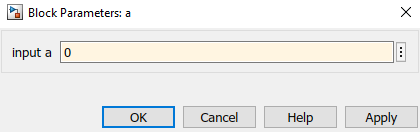 Block Parameters: a
input a 0
OK Cancel Help Apply